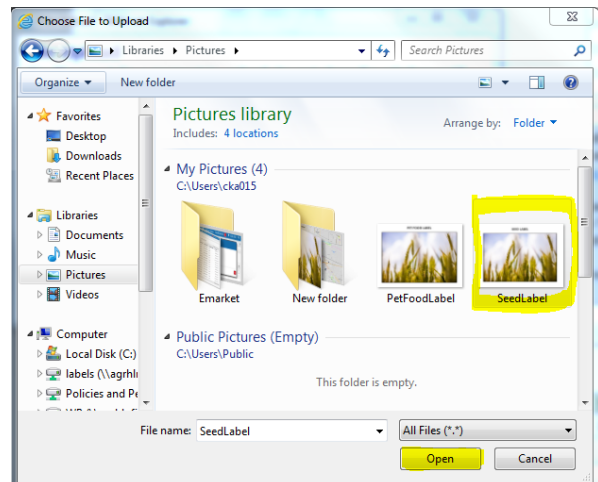 Choose File to Upload
Libraries Pictures
Search Pictures
Organize New folder
Favorites
Desktop
Downloads
Recent Places
Libraries
Documents
Music
Pictures
Videos
Computer
Local Disk (C:)
labels (\\agrhl
Policies and Pe
Pictures library
Includes: 4 locations
Arrange by: Folder
My Pictures (4)
C:\Users\cka015
Emarket New folder PetFoodLabel SeedLabel
Public Pictures (Empty)
C:\Users\Public
This folder is empty.
File name: SeedLabel All Files (*.*)
Open Cancel